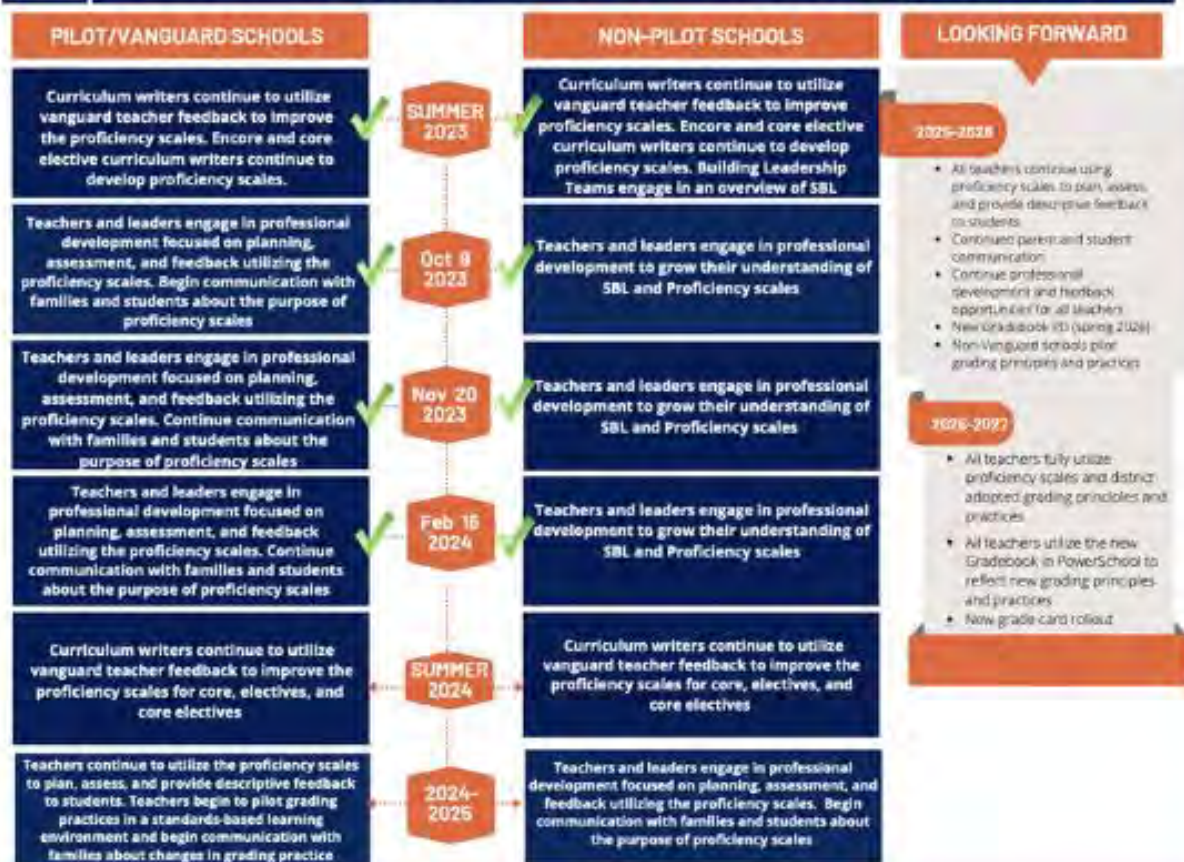 PILOT/VANGUARD SCHOOLS
Curriculum writers continue to utilize
vanguard teacher feedback to improve
the proficiency scales. Encore and core
elective curriculum writers continue to
develop proficiency scales.
Teachers and leaders engage in professional
development focused on planning,
assessment, and feedback utilizing the
proficiency scales. Begin communication with
families and students about the purpose of
proficiency scales
Teachers and leaders engage in professional
development focused on planning,
assessment, and feedback utilizing the
proficiency scales. Continue communication
with families and students about the
purpose of proficiency scales
Teachers and leaders engage in
professional development focused on
planning, assessment, and feedback
utilizing the proficiency scales. Continue
communication with families and students
about the purpose of proficiency scales
Curriculum writers continue to utilize
vanguard teacher feedback to improve the
proficiency scales for core, electives, and
core electives
Teachers continue to utilize the proficiency scales
to plan, assess, and provide descriptive feedback
to students. Teachers begin to pilot grading
practices in a standards-based learning
environment and begin communication with
families about changes in grading practice
SUMMER
2023
Oct 9
2023
Nov 20
2023
Feb 16
2024
SUMMER
2024
2024-
2025
NON-PILOT SCHOOLS
Curriculum writers continue to utilize
vanguard teacher feedback to improve
proficiency scales. Encore and core elective
curriculum writers continue to develop
proficiency scales. Building Leadership
Teams engage in an overview of SBL
Teachers and leaders engage in professional
development to grow their understanding of
SBL and Proficiency scales
Teachers and leaders engage in professional
development to grow their understanding of
SBL and Proficiency scales
Teachers and leaders engage in professional
development to grow their understanding of
SBL and Proficiency scales
Curriculum writers continue to utilize
vanguard teacher feedback to improve the
proficiency scales for core, electives, and
core electives
Teachers and leaders engage in professional
development focused on planning, assessment, and
feedback utilizing the proficiency scales. Begin
communication with families and students about
the purpose of proficiency scales
LOOKING FORWARD
2025-2026
• All teachers continue using
proficiency scales to plan, assess,
and provide descriptive feedback
to students
• Continued parent and student
communication
• Continue professional
development and feedback
opportunities for all teachers
• New Gradebook PD (spring 2026)
• Non-Vanguard schools pilot
grading principles and practices
2026-2027
• All teachers fully utilize
proficiency scales and district
adopted grading principles and
practices
• All teachers utilize the new
Gradebook in PowerSchool to
reflect new grading principles
and practices
• New grade card rollout